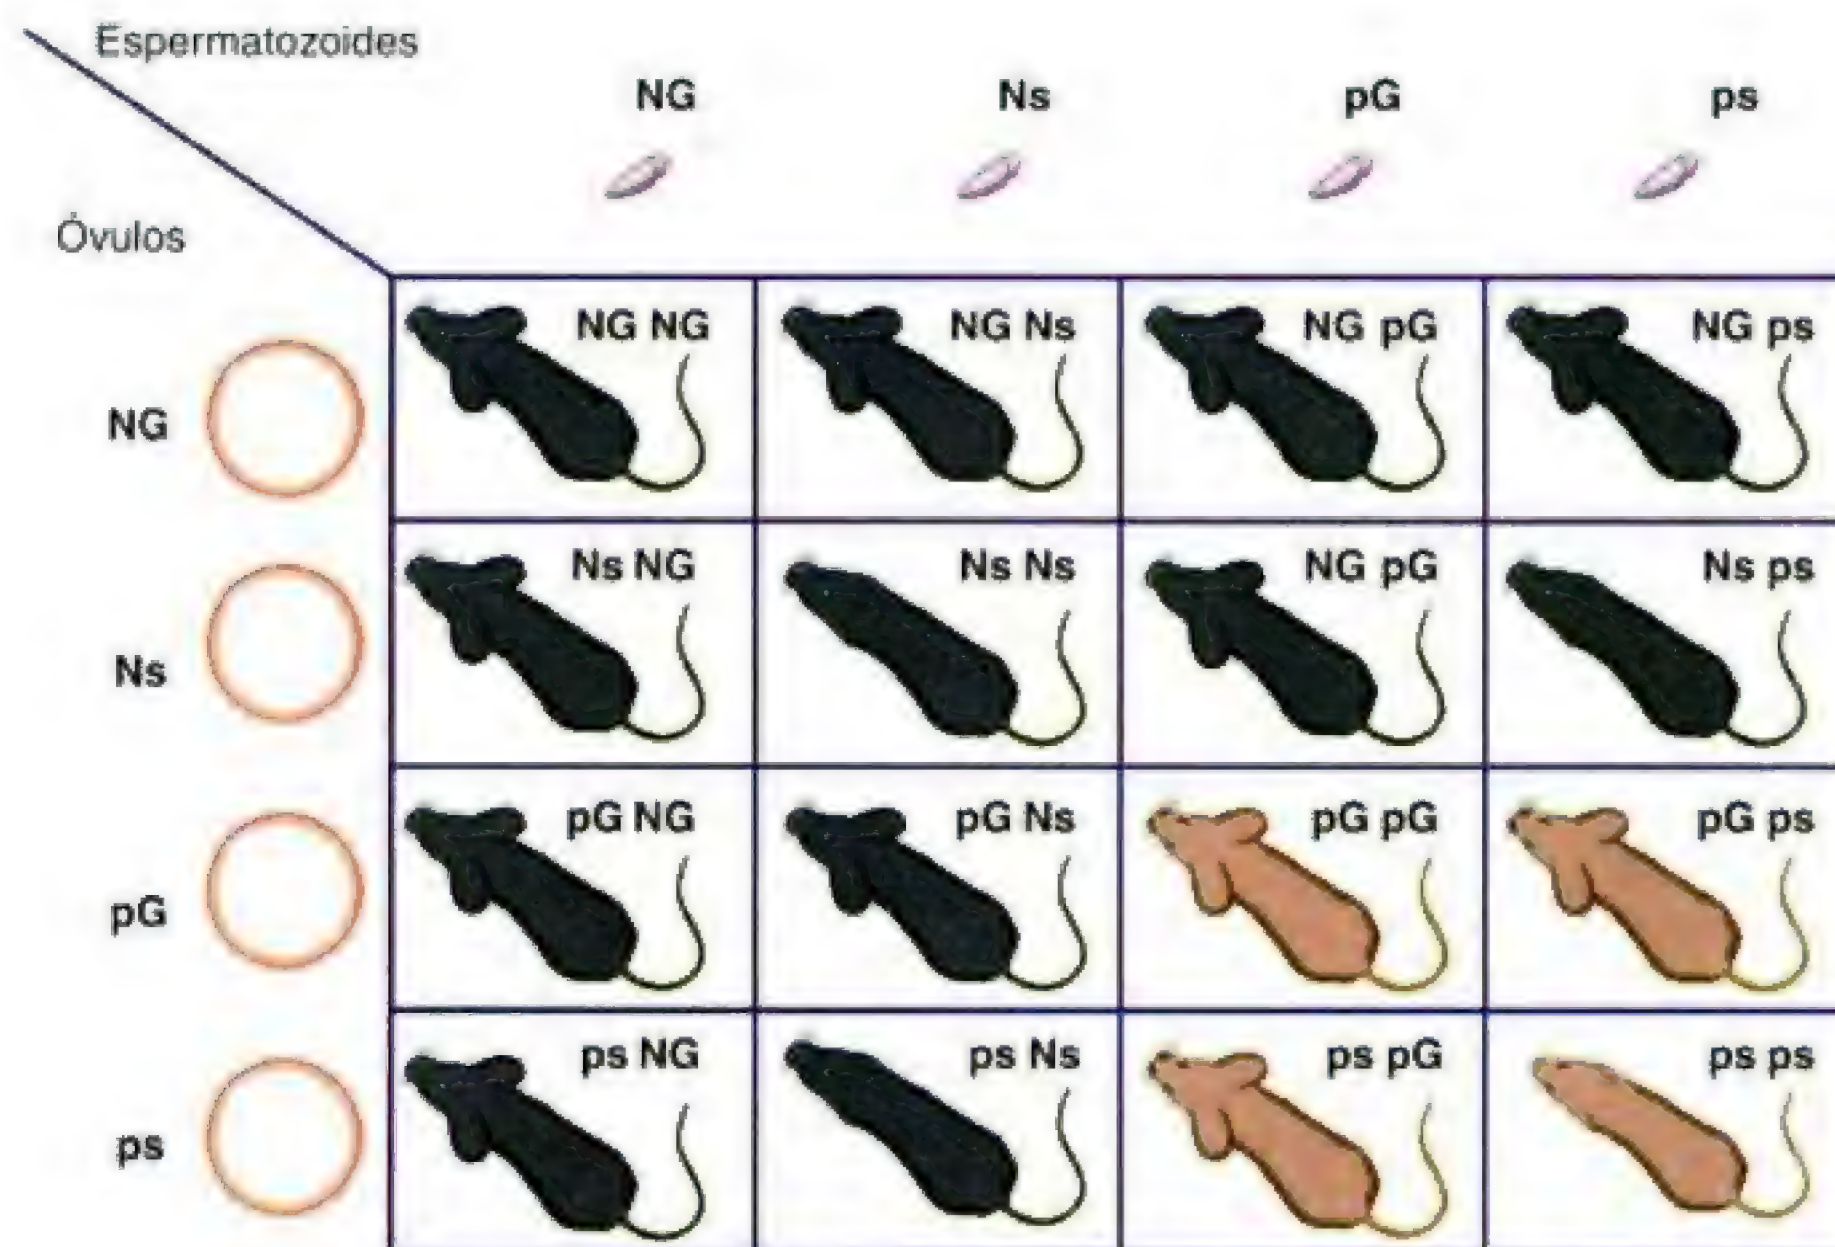 Espermatozoides
NG Ns pG ps
Óvulos
NG NG NG Ns NG pG NG ps
NG
Ns NG Ns Ns NG pG Ns ps
Ns
pG NG pG Ns pG pG pG ps
pG
ps NG ps Ns ps pG ps ps
ps